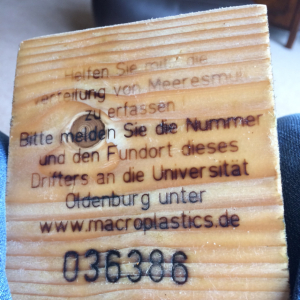 Helfen Sie mit die
Verteilung von Meeresmüll
zu erfassen
Bitte melden Sie die Nummer
und den Fundort dieses
Drifters an die Universität
Oldenburg unter
www.macroplastics.de
036386